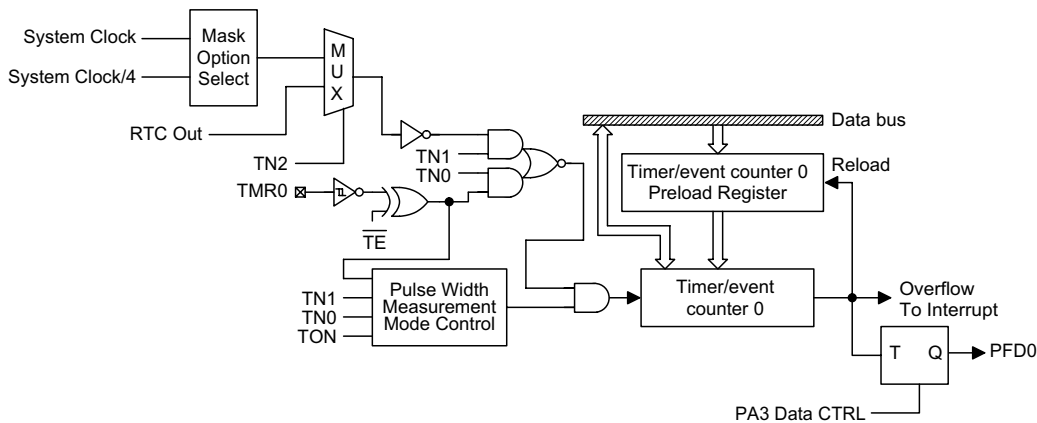 System Clock
System Clock/4
Mask
Option
Select
M
U
X
RTC Out
TN2
TMR0
TE
TN1
TN0
Data bus
Timer/event counter 0
Preload Register
Reload
TN1
TN0
TON
Pulse Width
Measurement
Mode Control
Timer/event
counter 0
Overflow
To Interrupt
T Q
PFD0
PA3 Data CTRL